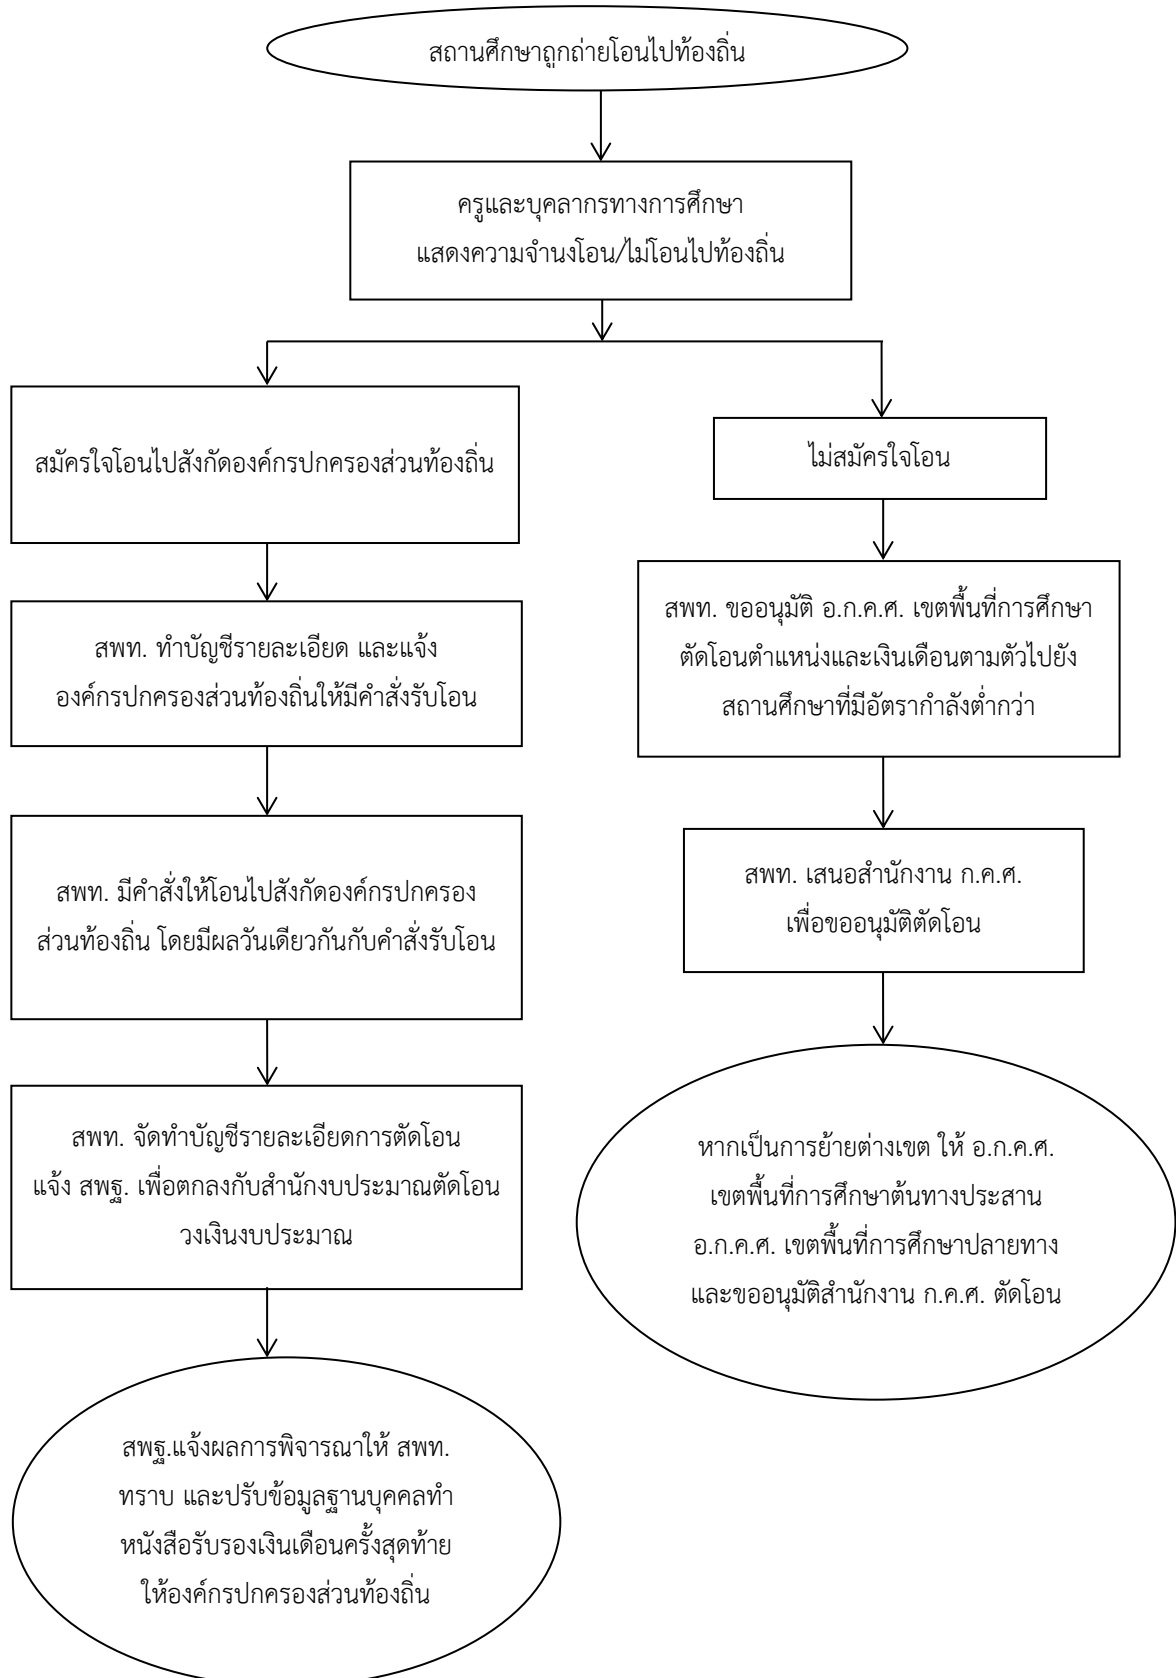 สถานศึกษาถูกถ่ายโอนไปท้องถิ่น
ครูและบุคลากรทางการศึกษา
แสดงความจำนงโอน/ไม่โอนไปท้องถิ่น
สมัครใจโอนไปสังกัดองค์กรปกครองส่วนท้องถิ่น
สพท. ทำบัญชีรายละเอียด และแจ้ง
องค์กรปกครองส่วนท้องถิ่นให้มีคำสั่งรับโอน
สพท. มีคำสั่งให้โอนไปสังกัดองค์กรปกครอง
ส่วนท้องถิ่น โดยมีผลวันเดียวกันกับคำสั่งรับโอน
สพท. จัดทำบัญชีรายละเอียดการตัดโอน
แจ้ง สพฐ. เพื่อตกลงกับสำนักงบประมาณตัดโอน
วงเงินงบประมาณ
สพฐ.แจ้งผลการพิจารณาให้ สพท.
ทราบ และปรับข้อมูลฐานบุคคลทำ
หนังสือรับรองเงินเดือนครั้งสุดท้าย
ให้องค์กรปกครองส่วนท้องถิ่น
ไม่สมัครใจโอน
สพท. ขออนุมัติ อ.ก.ค.ศ. เขตพื้นที่การศึกษา
ตัดโอนตำแหน่งและเงินเดือนตามตัวไปยัง
สถานศึกษาที่มีอัตรากำลังต่ำกว่า
สพท. เสนอสำนักงาน ก.ค.ศ.
เพื่อขออนุมัติตัดโอน
หากเป็นการย้ายต่างเขต ให้ อ.ก.ค.ศ.
เขตพื้นที่การศึกษาต้นทางประสาน
อ.ก.ค.ศ. เขตพื้นที่การศึกษาปลายทาง
และขออนุมัติสำนักงาน ก.ค.ศ. ตัดโอน